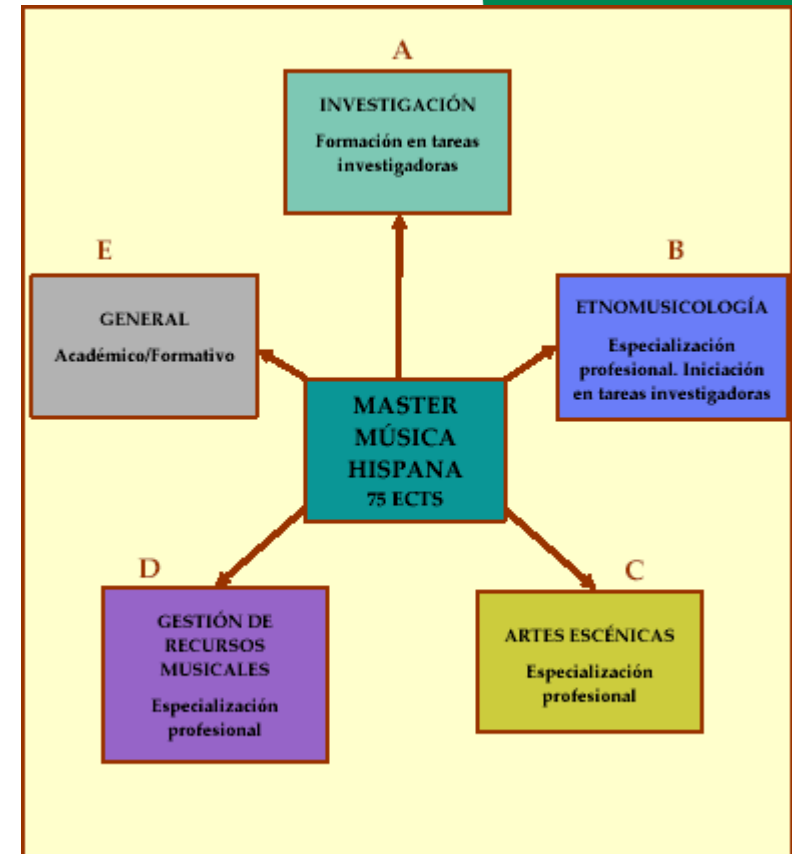 A
INVESTIGACIÓN
Formación en tareas
investigadoras
E
GENERAL
Académico/Formativo
B
ETNOMUSICOLOGÍA
Especialización
profesional. Iniciación
en tareas investigadoras
MASTER
MÚSICA
HISPANA
75 ECTS
D
GESTIÓN DE
RECURSOS
MUSICALES
Especialización
profesional
C
ARTES ESCÉNICAS
Especialización
profesional